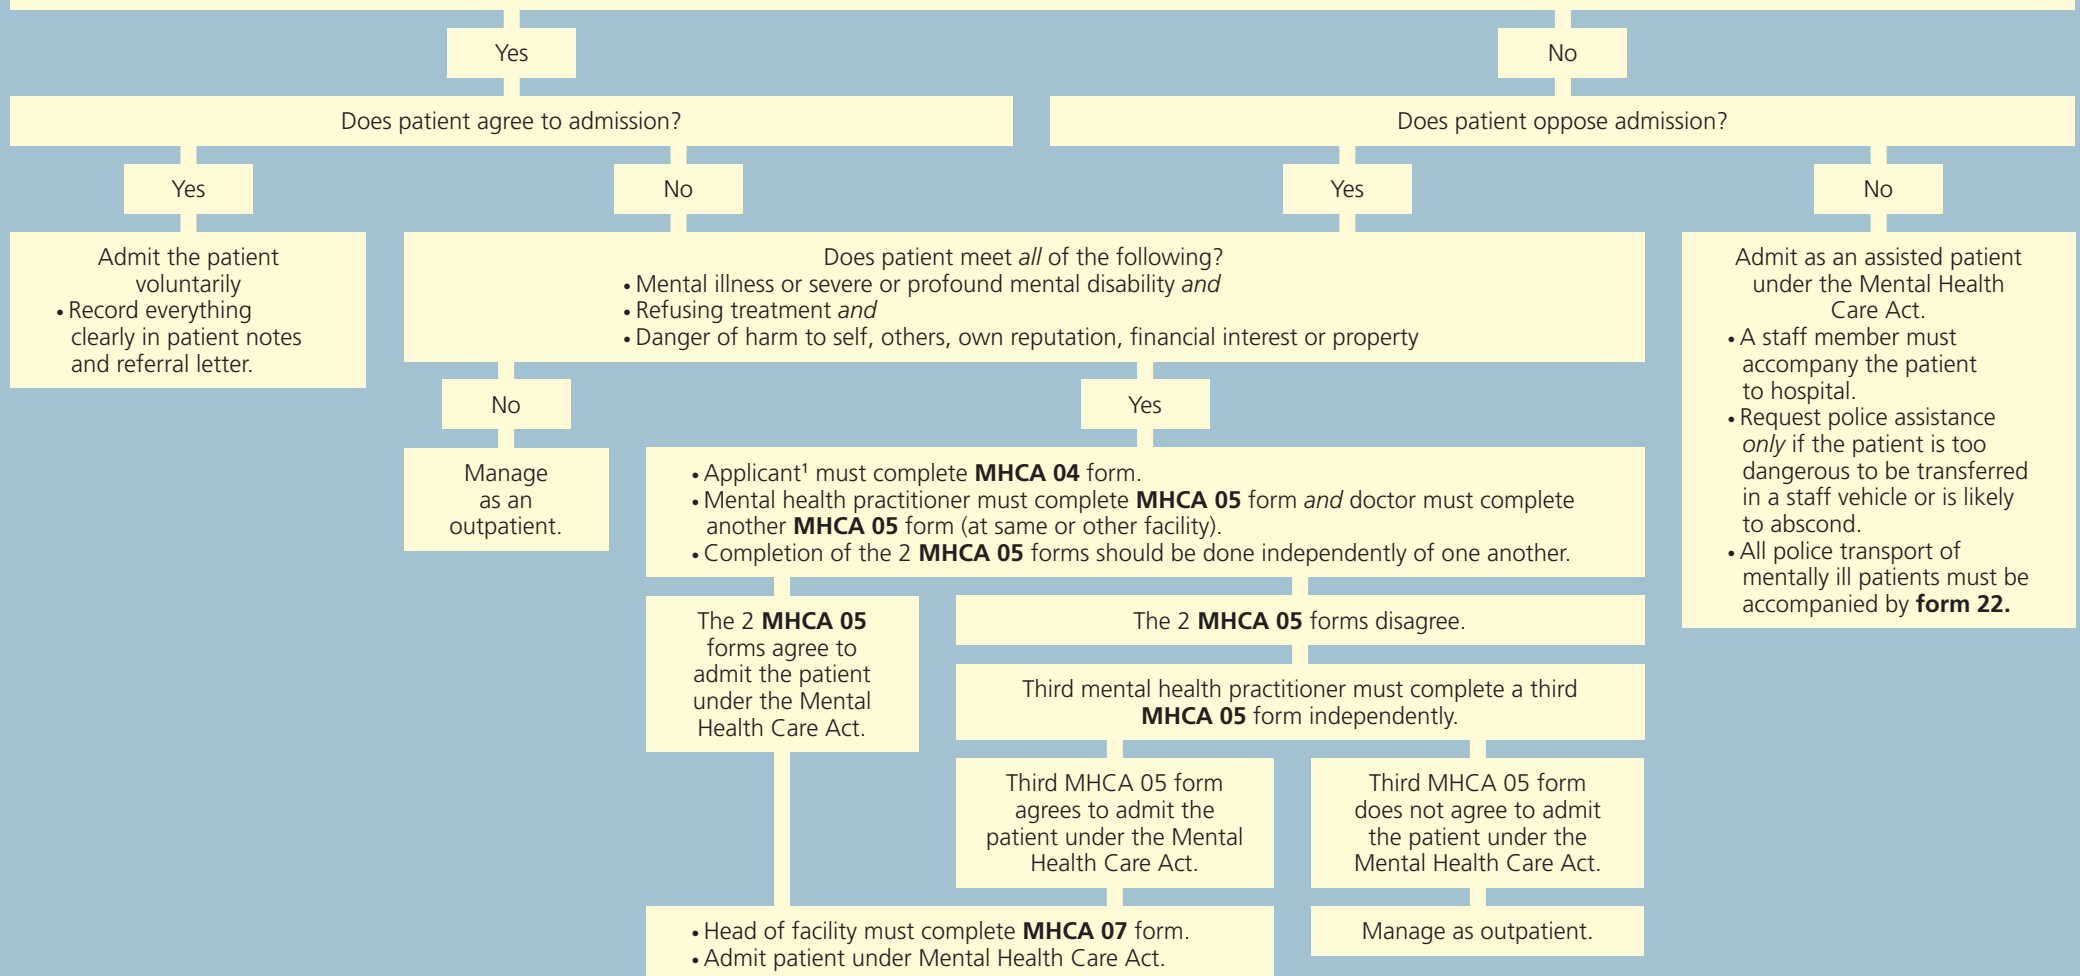 Yes
No
Does patient agree to admission?
Does patient oppose admission?
Yes
No
Yes
No
Admit the patient
voluntarily
• Record everything
clearly in patient notes
and referral letter.
Does patient meet all of the following?
• Mental illness or severe or profound mental disability and
• Refusing treatment and
• Danger of harm to self, others, own reputation, financial interest or property
Admit as an assisted patient
under the Mental Health
Care Act.
• A staff member must
accompany the patient
to hospital.
• Request police assistance
only if the patient is too
dangerous to be transferred
in a staff vehicle or is likely
to abscond.
• All police transport of
mentally ill patients must be
accompanied by form 22.
No
Yes
Manage
as an
outpatient.
• Applicant¹ must complete MHCA 04 form.
• Mental health practitioner must complete MHCA 05 form and doctor must complete
another MHCA 05 form (at same or other facility).
• Completion of the 2 MHCA 05 forms should be done independently of one another.
The 2 MHCA 05
forms agree to
admit the patient
under the Mental
Health Care Act.
The 2 MHCA 05 forms disagree.
Third mental health practitioner must complete a third
MHCA 05 form independently.
Third MHCA 05 form
agrees to admit the
patient under the Mental
Health Care Act.
Third MHCA 05 form
does not agree to admit
the patient under the
Mental Health Care Act.
• Head of facility must complete MHCA 07 form.
• Admit patient under Mental Health Care Act.
Manage as outpatient.